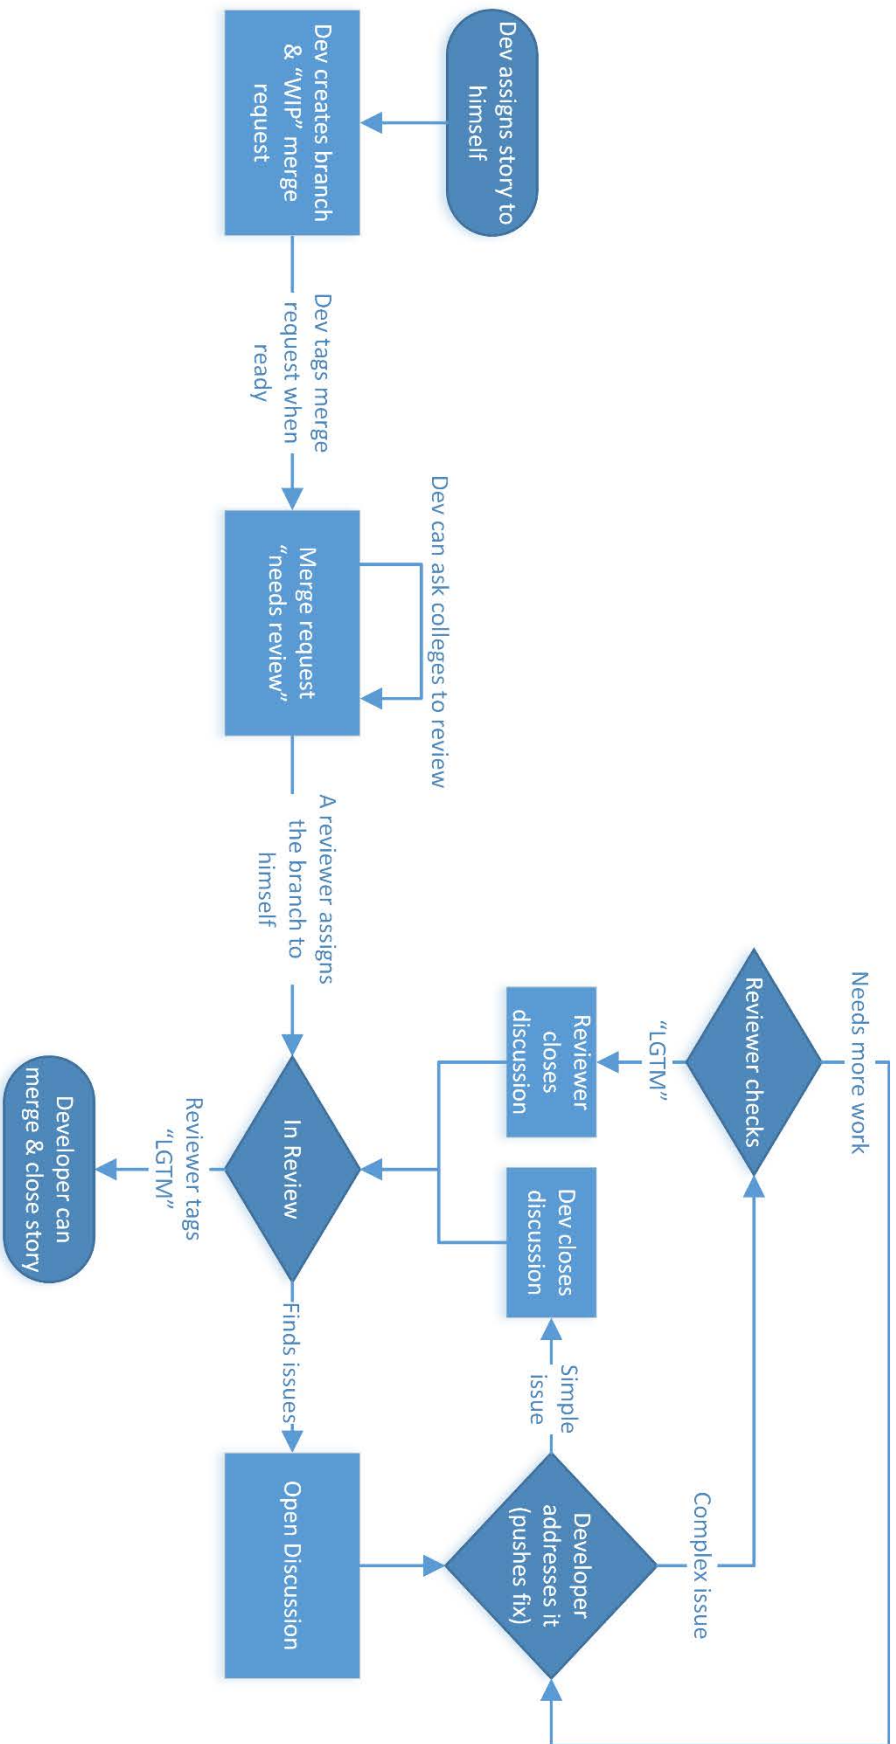 Dev assigns story to
himself
Dev creates branch
& “WIP” merge
request
Dev tags merge
request when
ready
Dev can ask colleges to review
Merge request
“needs review”
A reviewer assigns
the branch to
himself
In Review
Reviewer tags
“LGTM”
Developer can
merge & close story
Finds issues
Open Discussion
Developer
addresses it
(pushes fix)
Simple
issue
Dev closes
discussion
Complex issue
Reviewer checks
“LGTM”
Reviewer
closes
discussion
Needs more work